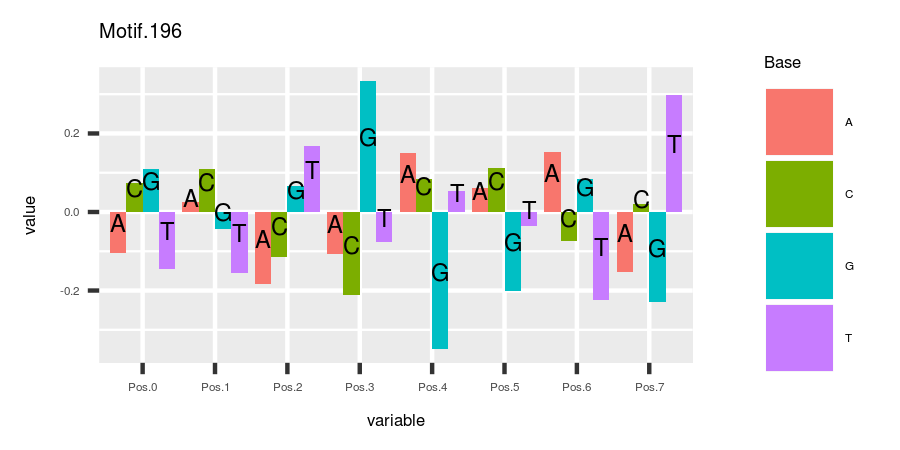 Motif.196
value
0.2
0.0
-0.2
A C G T A C G T A C G T A C G T A C G T A C G T A C G T A C G T
Pos.0 Pos.1 Pos.2 Pos.3 Pos.4 Pos.5 Pos.6 Pos.7
variable
Base
A
C
G
T